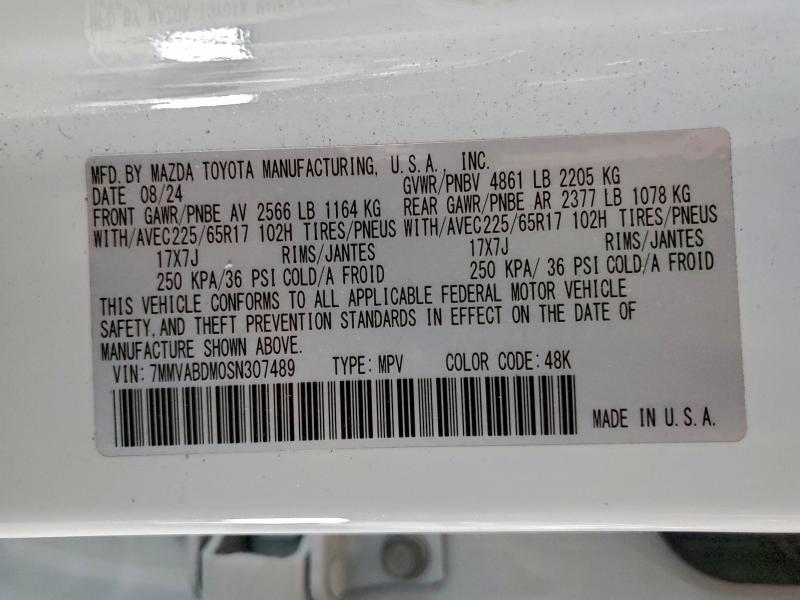 MFD. BY MAZDA TOYOTA MANUFACTURING, U.S.A., INC.
DATE 08/24 GVWR/PNBV 4861 LB 2205 KG
FRONT GAWR/PNBE AV 2566 LB 1164 KG REAR GAWR/PNBE AR 2377 LB 1078 KG
WITH/AVEC225/65R17 102H TIRES/PNEUS WITH/AVEC225/65R17 102H TIRES/PNEUS
17X7J RIMS/JANTES 17X7J RIMS/JANTES
250 KPA/36 PSI COLD/A FROID 250 KPA/ 36 PSI COLD/A FROID
THIS VEHICLE CONFORMS TO ALL APPLICABLE FEDERAL MOTOR VEHICLE
SAFETY, AND THEFT PREVENTION STANDARDS IN EFFECT ON THE DATE OF
MANUFACTURE SHOWN ABOVE.
VIN: 7MMVABDM0SN307489 TYPE: MPV COLOR CODE: 48K
MADE IN U.S.A.